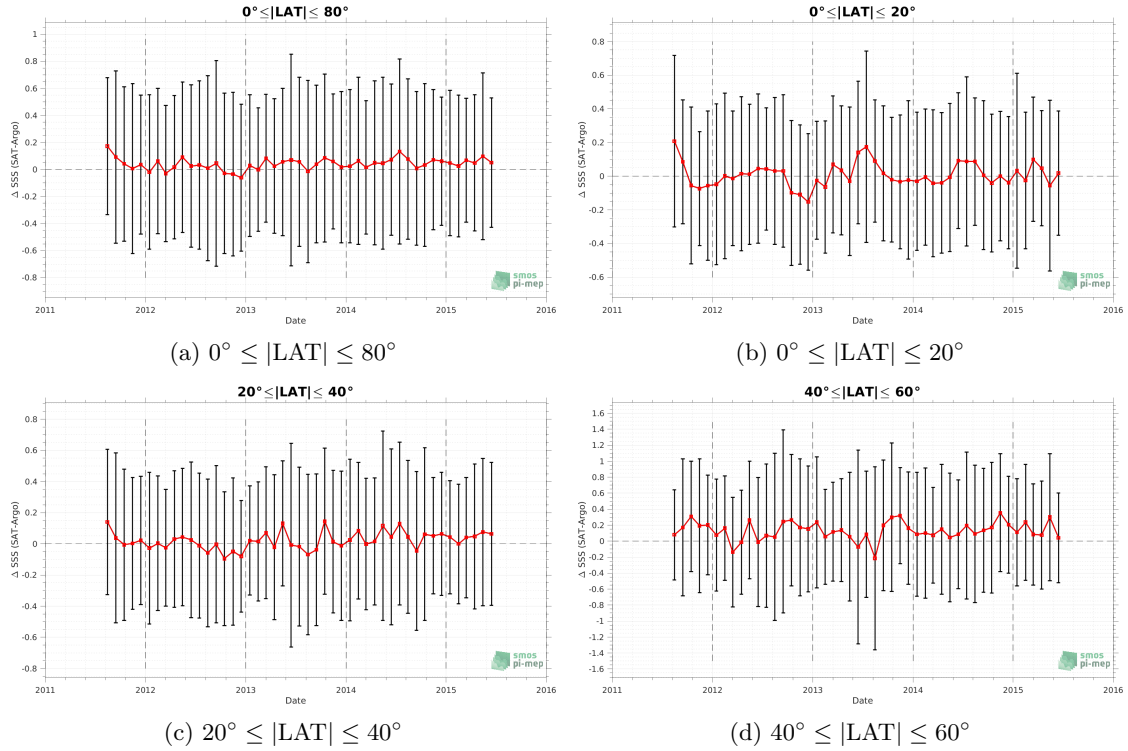 0°≤|LAT|≤ 80°
Δ SSS (SAT-Argo)
1
0.8
0.6
0.4
0.2
0
-0.2
-0.4
-0.6
-0.8
2011 2012 2013 2014 2015 2016
Date
smos
pi-mep
(a) 0° ≤ |LAT| ≤ 80°
0°≤|LAT|≤ 20°
Δ SSS (SAT-Argo)
0.8
0.6
0.4
0.2
0
-0.2
-0.4
-0.6
2011 2012 2013 2014 2015 2016
Date
smos
pi-mep
(b) 0° ≤ |LAT| ≤ 20°
20°≤|LAT|≤ 40°
Δ SSS (SAT-Argo)
0.8
0.6
0.4
0.2
0
-0.2
-0.4
-0.6
-0.8
2011 2012 2013 2014 2015 2016
Date
smos
pi-mep
(c) 20° ≤ |LAT| ≤ 40°
40°≤|LAT|≤ 60°
Δ SSS (SAT-Argo)
1.6
1.4
1.2
1
0.8
0.6
0.4
0.2
0
-0.2
-0.4
-0.6
-0.8
-1
-1.2
-1.4
-1.6
2011 2012 2013 2014 2015 2016
Date
smos
pi-mep
(d) 40° ≤ |LAT| ≤ 60°